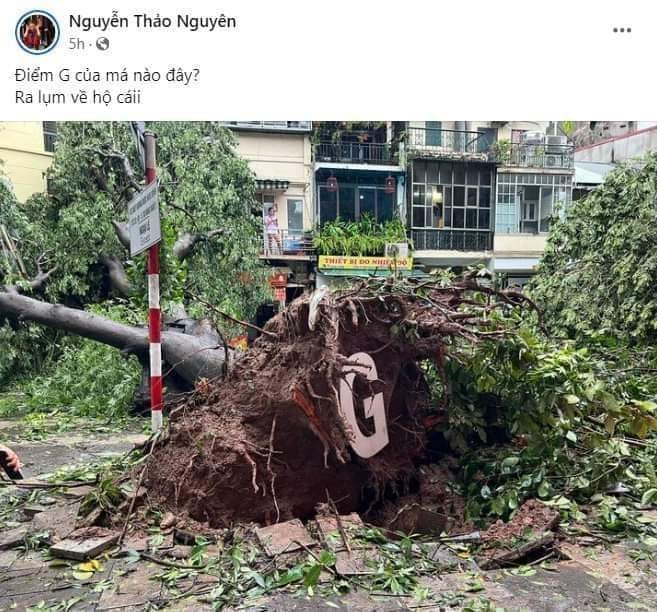 Nguyễn Thảo Nguyên
5h
Điểm G của má nào đây?
Ra lụm về hộ cáii
THIẾT BỊ ĐO NHIỆT ĐỘ
G